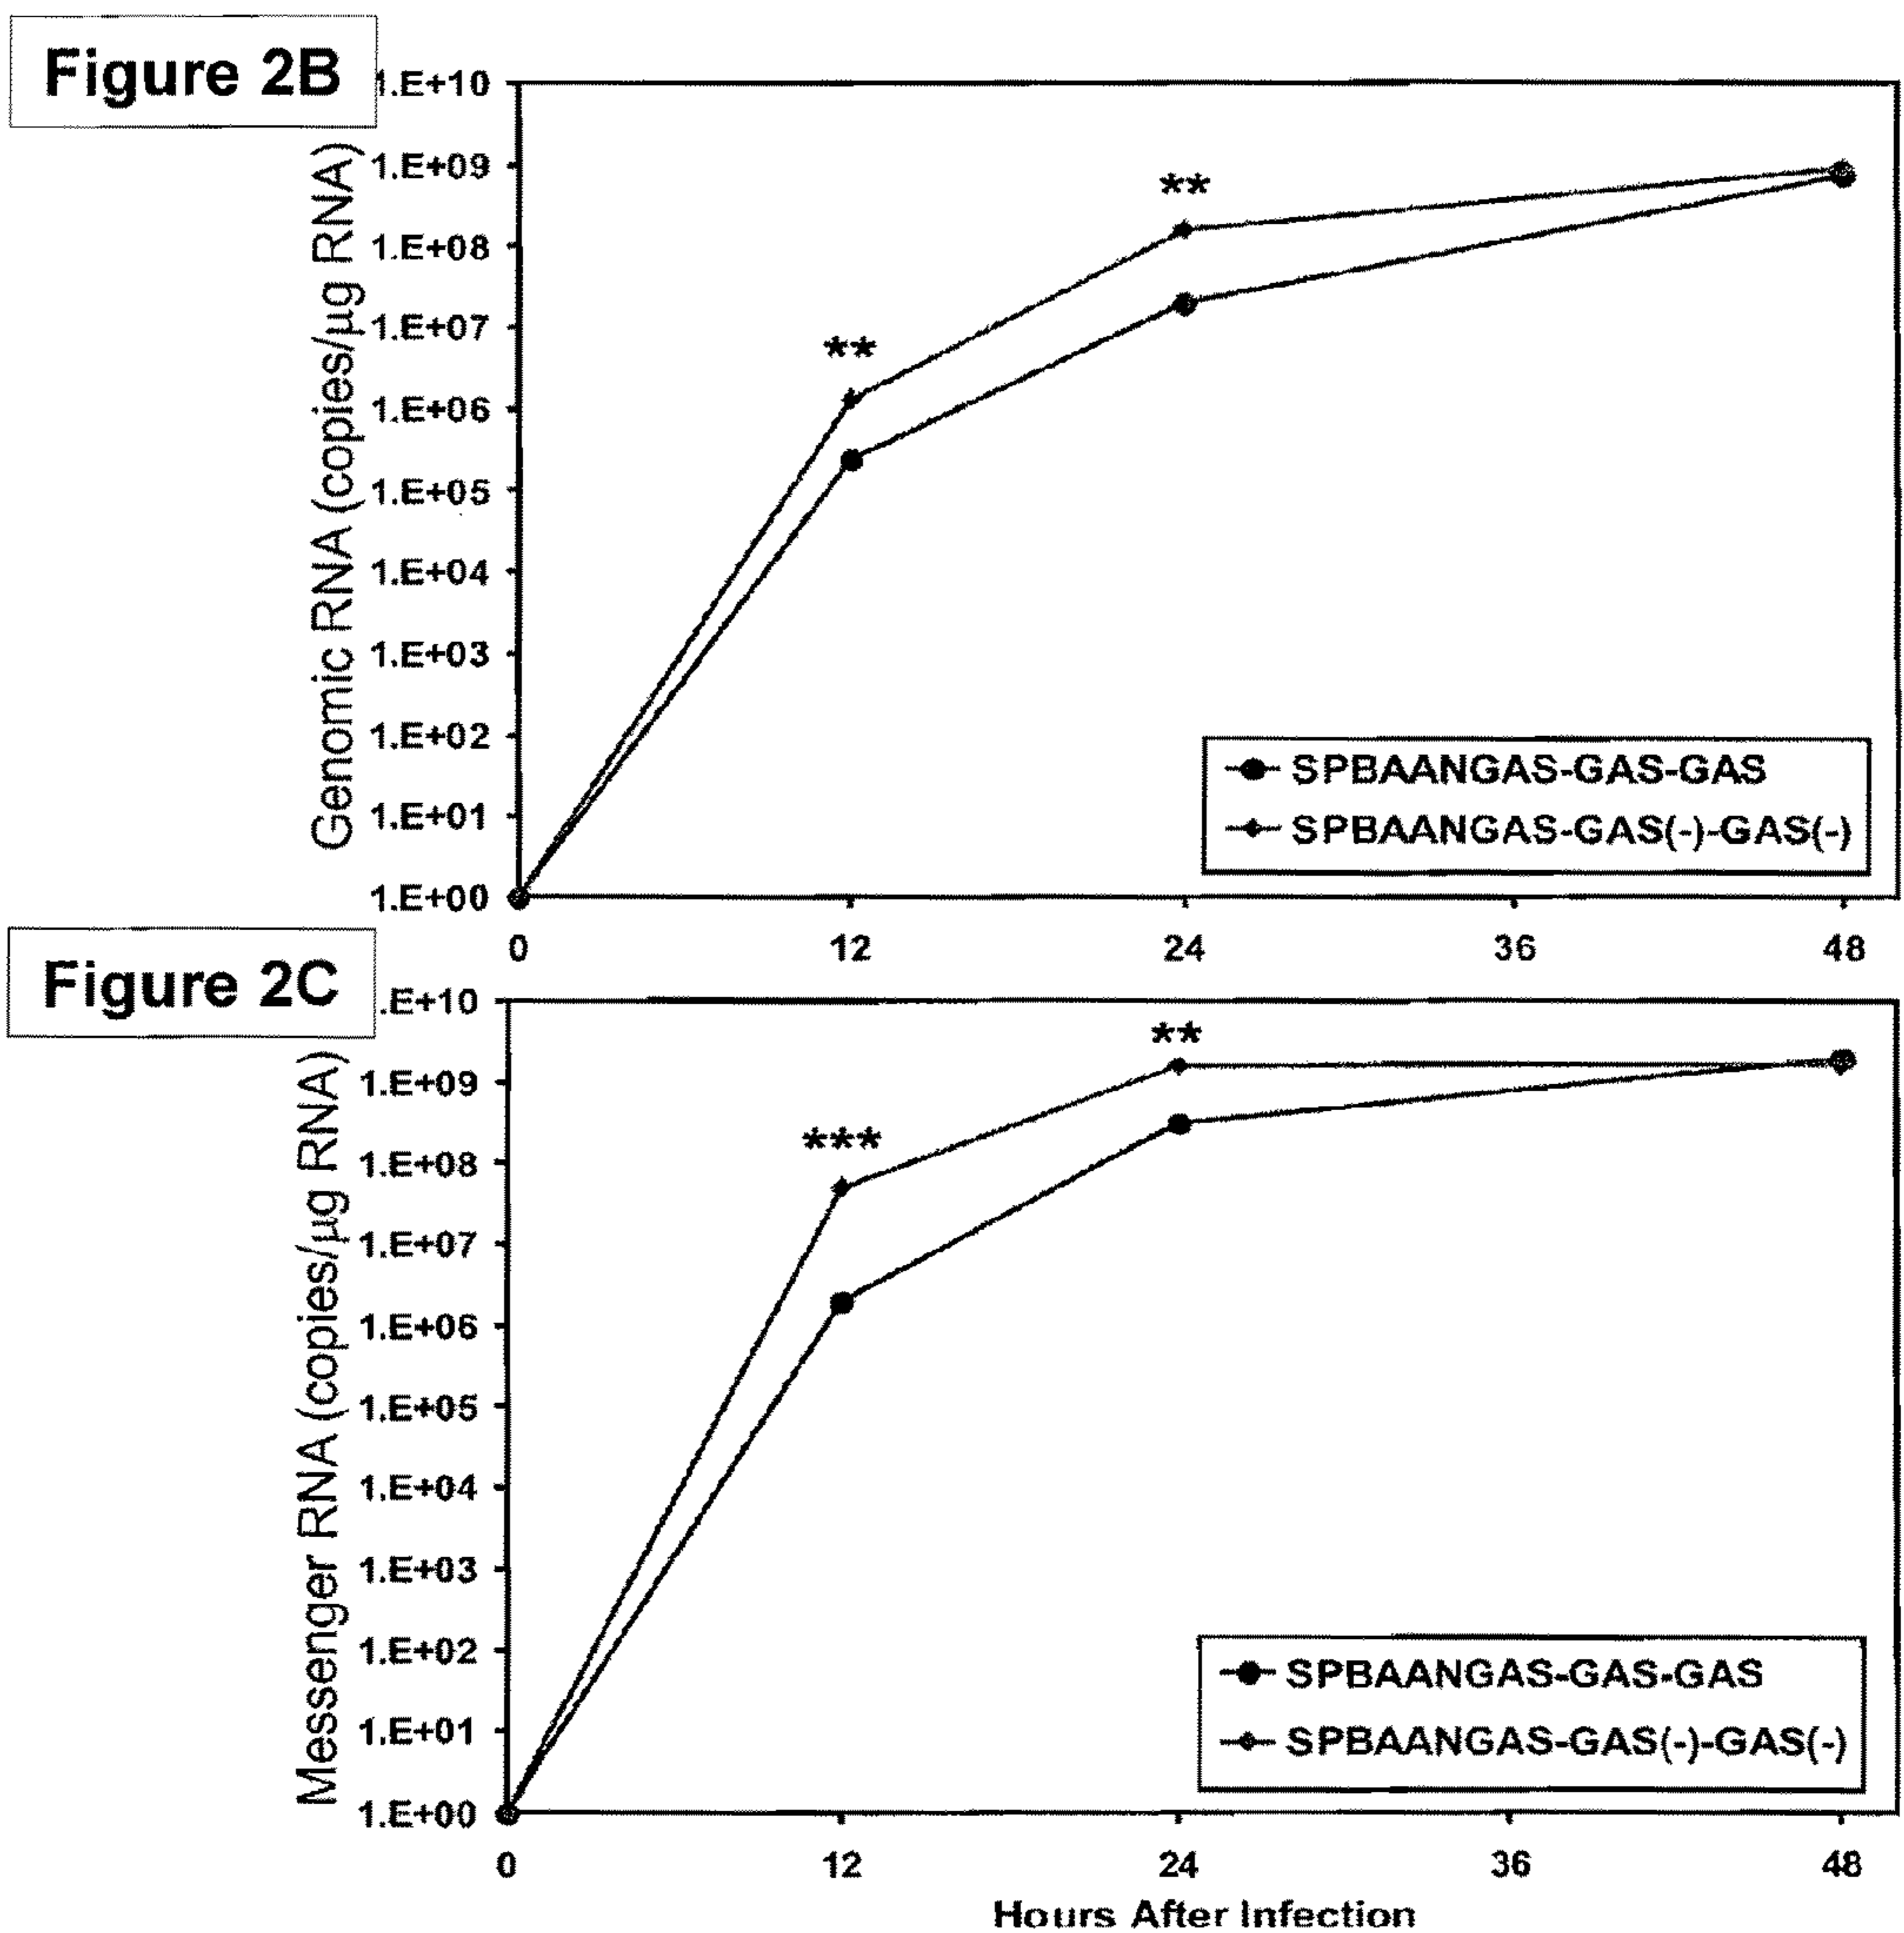 Figure 2B
1.E+10
1.E+09
1.E+08
1.E+07
1.E+06
1.E+05
1.E+04
1.E+03
1.E+02
1.E+01
1.E+00
Genomic RNA (copies/µg RNA)
**
**
SPBAANGAS-GAS-GAS
SPBAANGAS-GAS(-)-GAS(-)
0 12 24 36 48
Figure 2C
.E+10
1.E+09
1.E+08
1.E+07
1.E+06
1.E+05
1.E+04
1.E+03
1.E+02
1.E+01
1.E+00
Messenger RNA (copies/µg RNA)
**
***
SPBAANGAS-GAS-GAS
SPBAANGAS-GAS(-)-GAS(-)
0 12 24 36 48
Hours After Infection